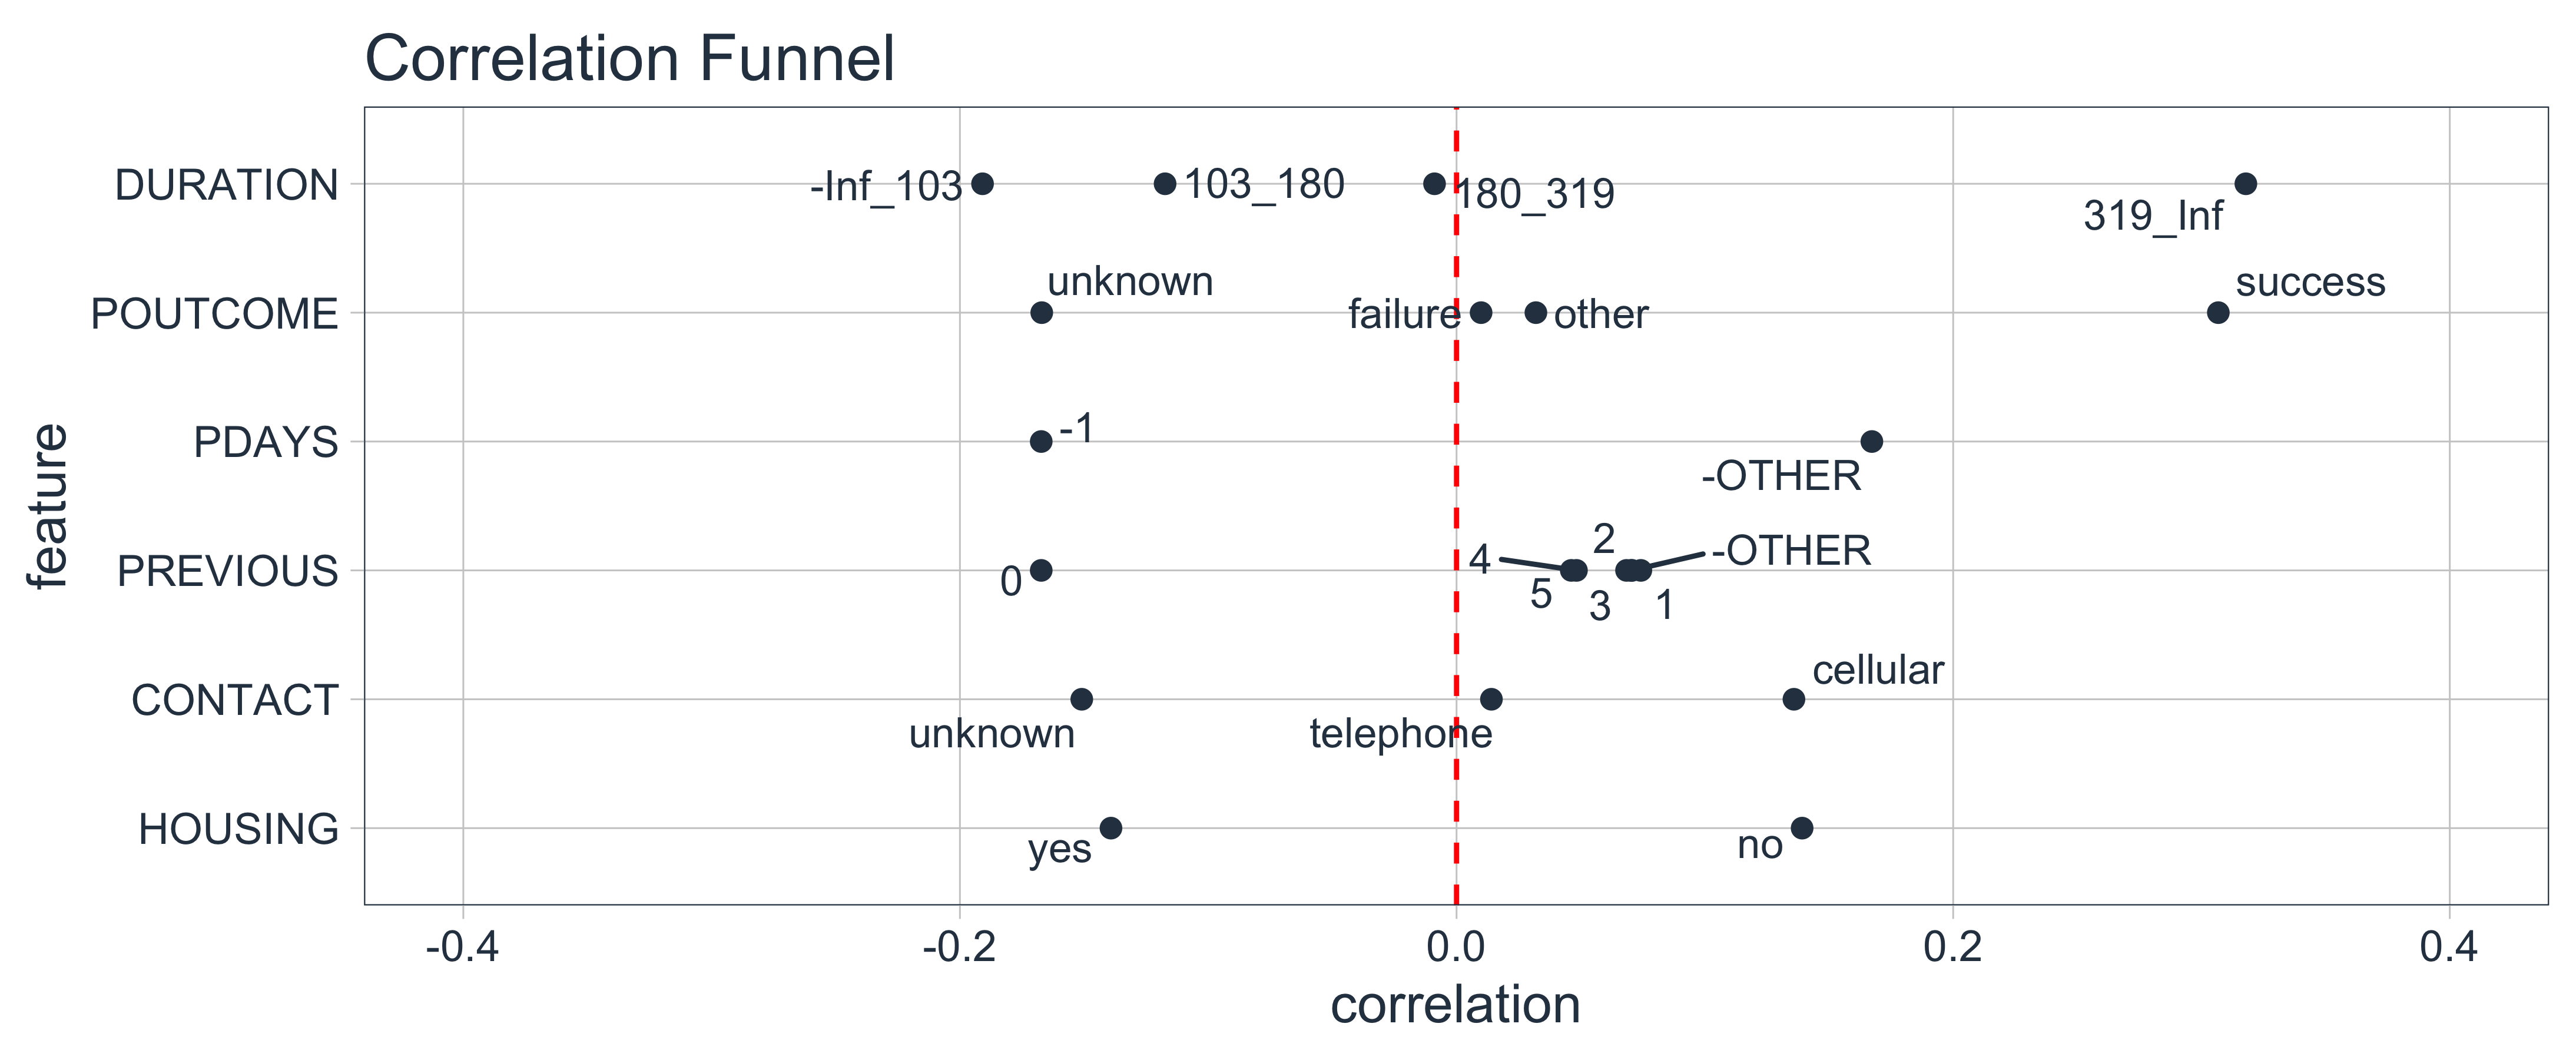 Correlation Funnel
feature
DURATION
-Inf_103
103_180
180_319
319_Inf
POUTCOME
unknown
failure
other
success
PDAYS
-1
-OTHER
PREVIOUS
0
4
5
2
3
1
-OTHER
CONTACT
unknown
telephone
cellular
HOUSING
yes
no
-0.4
-0.2
0.0
0.2
0.4
correlation